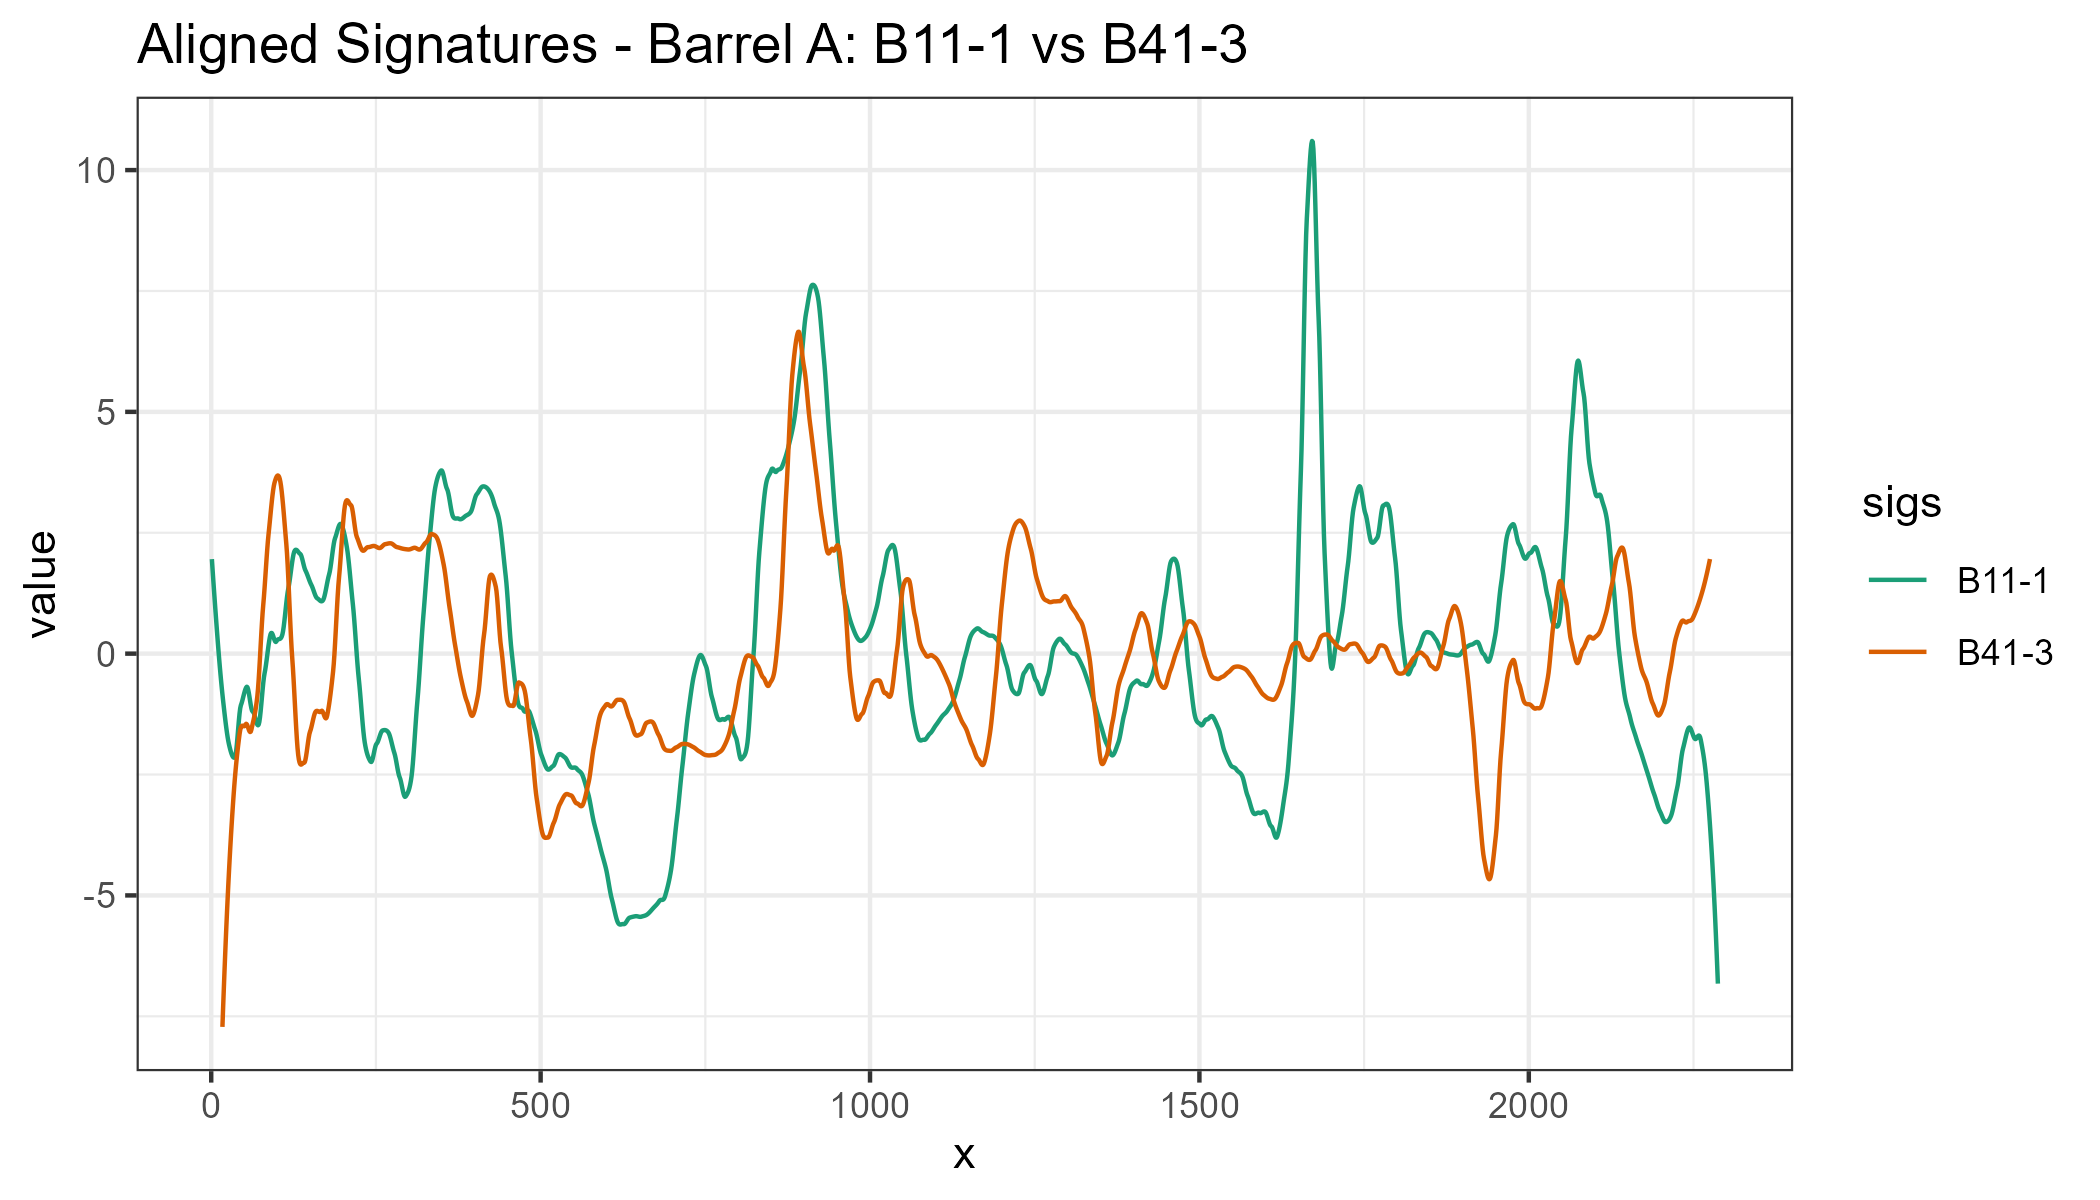 Aligned Signatures - Barrel A: B11-1 vs B41-3
10
5
0
-5
value
0 500 1000 1500 2000
x
sigs
B11-1
B41-3